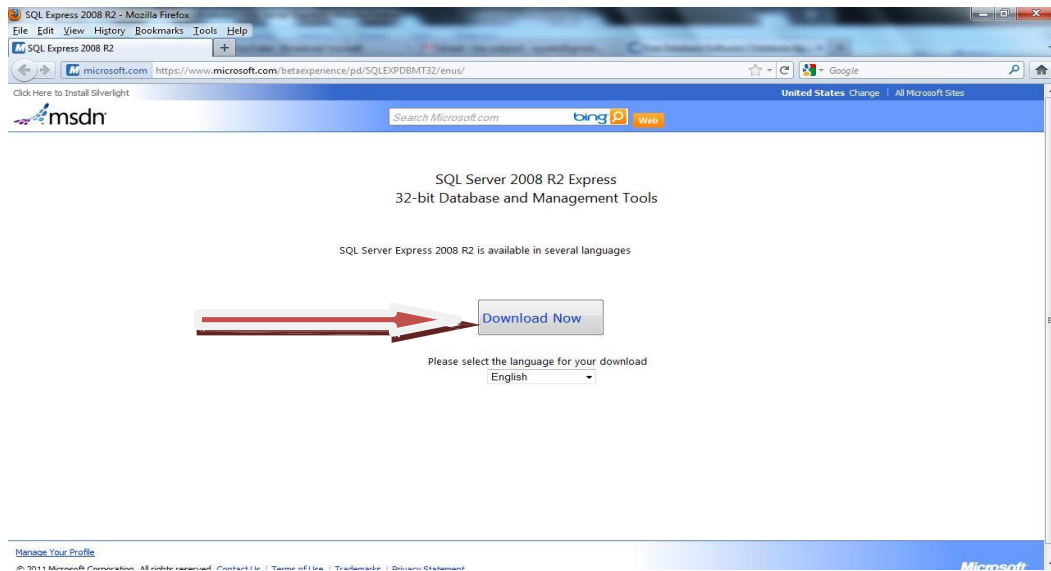 SQL Express 2008 R2 - Mozilla Firefox
File Edit View History Bookmarks Tools Help
SQL Express 2008 R2
microsoft.com https://www.microsoft.com/betaexperience/pd/SQLEXPDBMT32/enus/
Google
Click Here to Install Silverlight
United States Change | All Microsoft Sites
msdn
Search Microsoft.com bing Web
SQL Server 2008 R2 Express
32-bit Database and Management Tools
SQL Server Express 2008 R2 is available in several languages
Download Now
Please select the language for your download
English
Manage Your Profile
© 2011 Microsoft Corporation. All rights reserved. Contact Us | Terms of Use | Trademarks | Privacy Statement
Microsoft